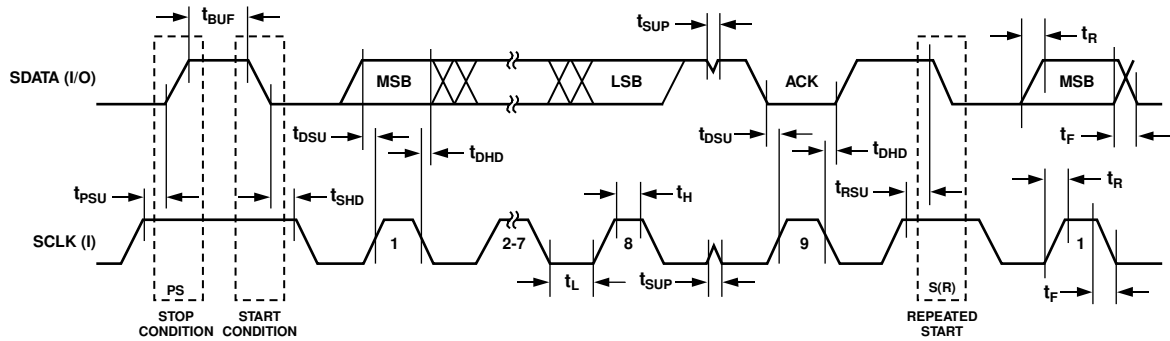 tBUF
tSUP
tR
SDATA (I/O)
MSB
LSB
ACK
MSB
tDSU
tDHD
tDSU
tDHD
tF
tPSU
tSHD
tH
tRSU
tR
SCLK (I)
1
2-7
8
9
1
tL
tSUP
tF
PS
S(R)
STOP
CONDITION
START
CONDITION
REPEATED
START